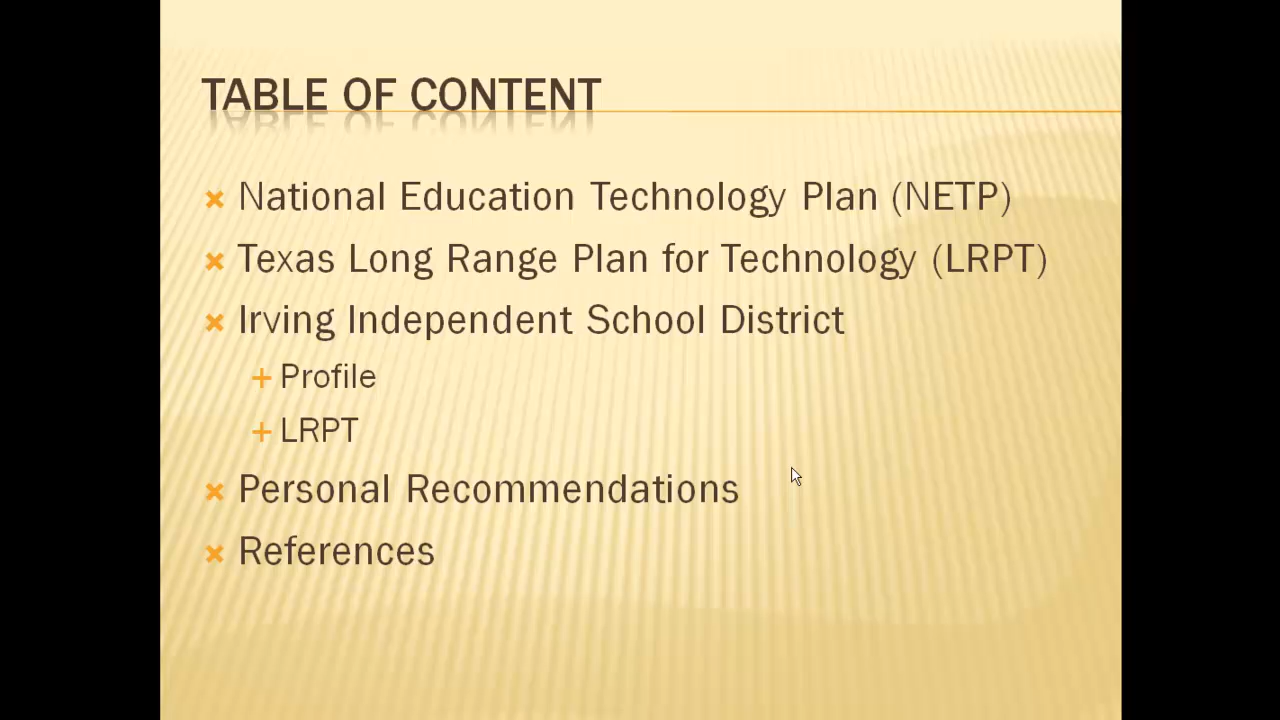 TABLE OF CONTENT
National Education Technology Plan (NETP)
Texas Long Range Plan for Technology (LRPT)
Irving Independent School District
Profile
LRPT
Personal Recommendations
References